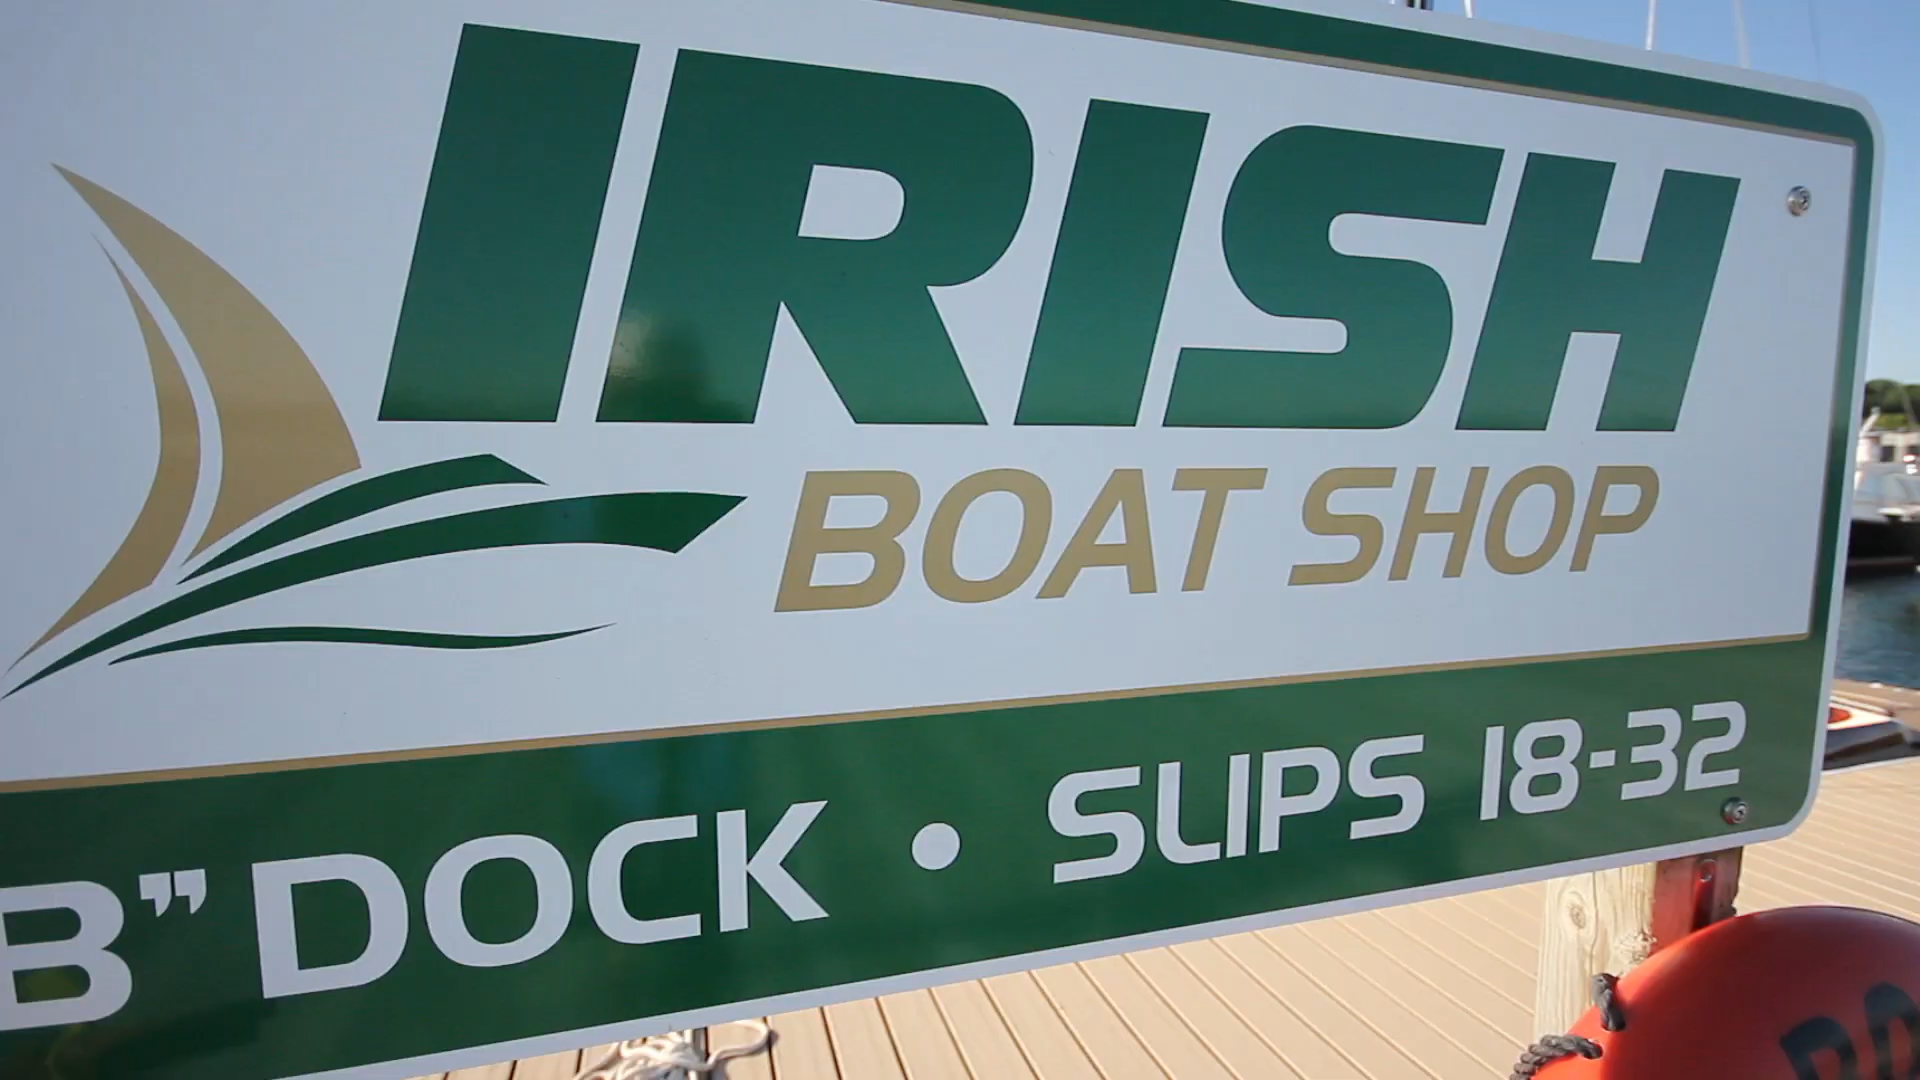 IRISH
BOAT SHOP
B” DOCK • SLIPS 18-32